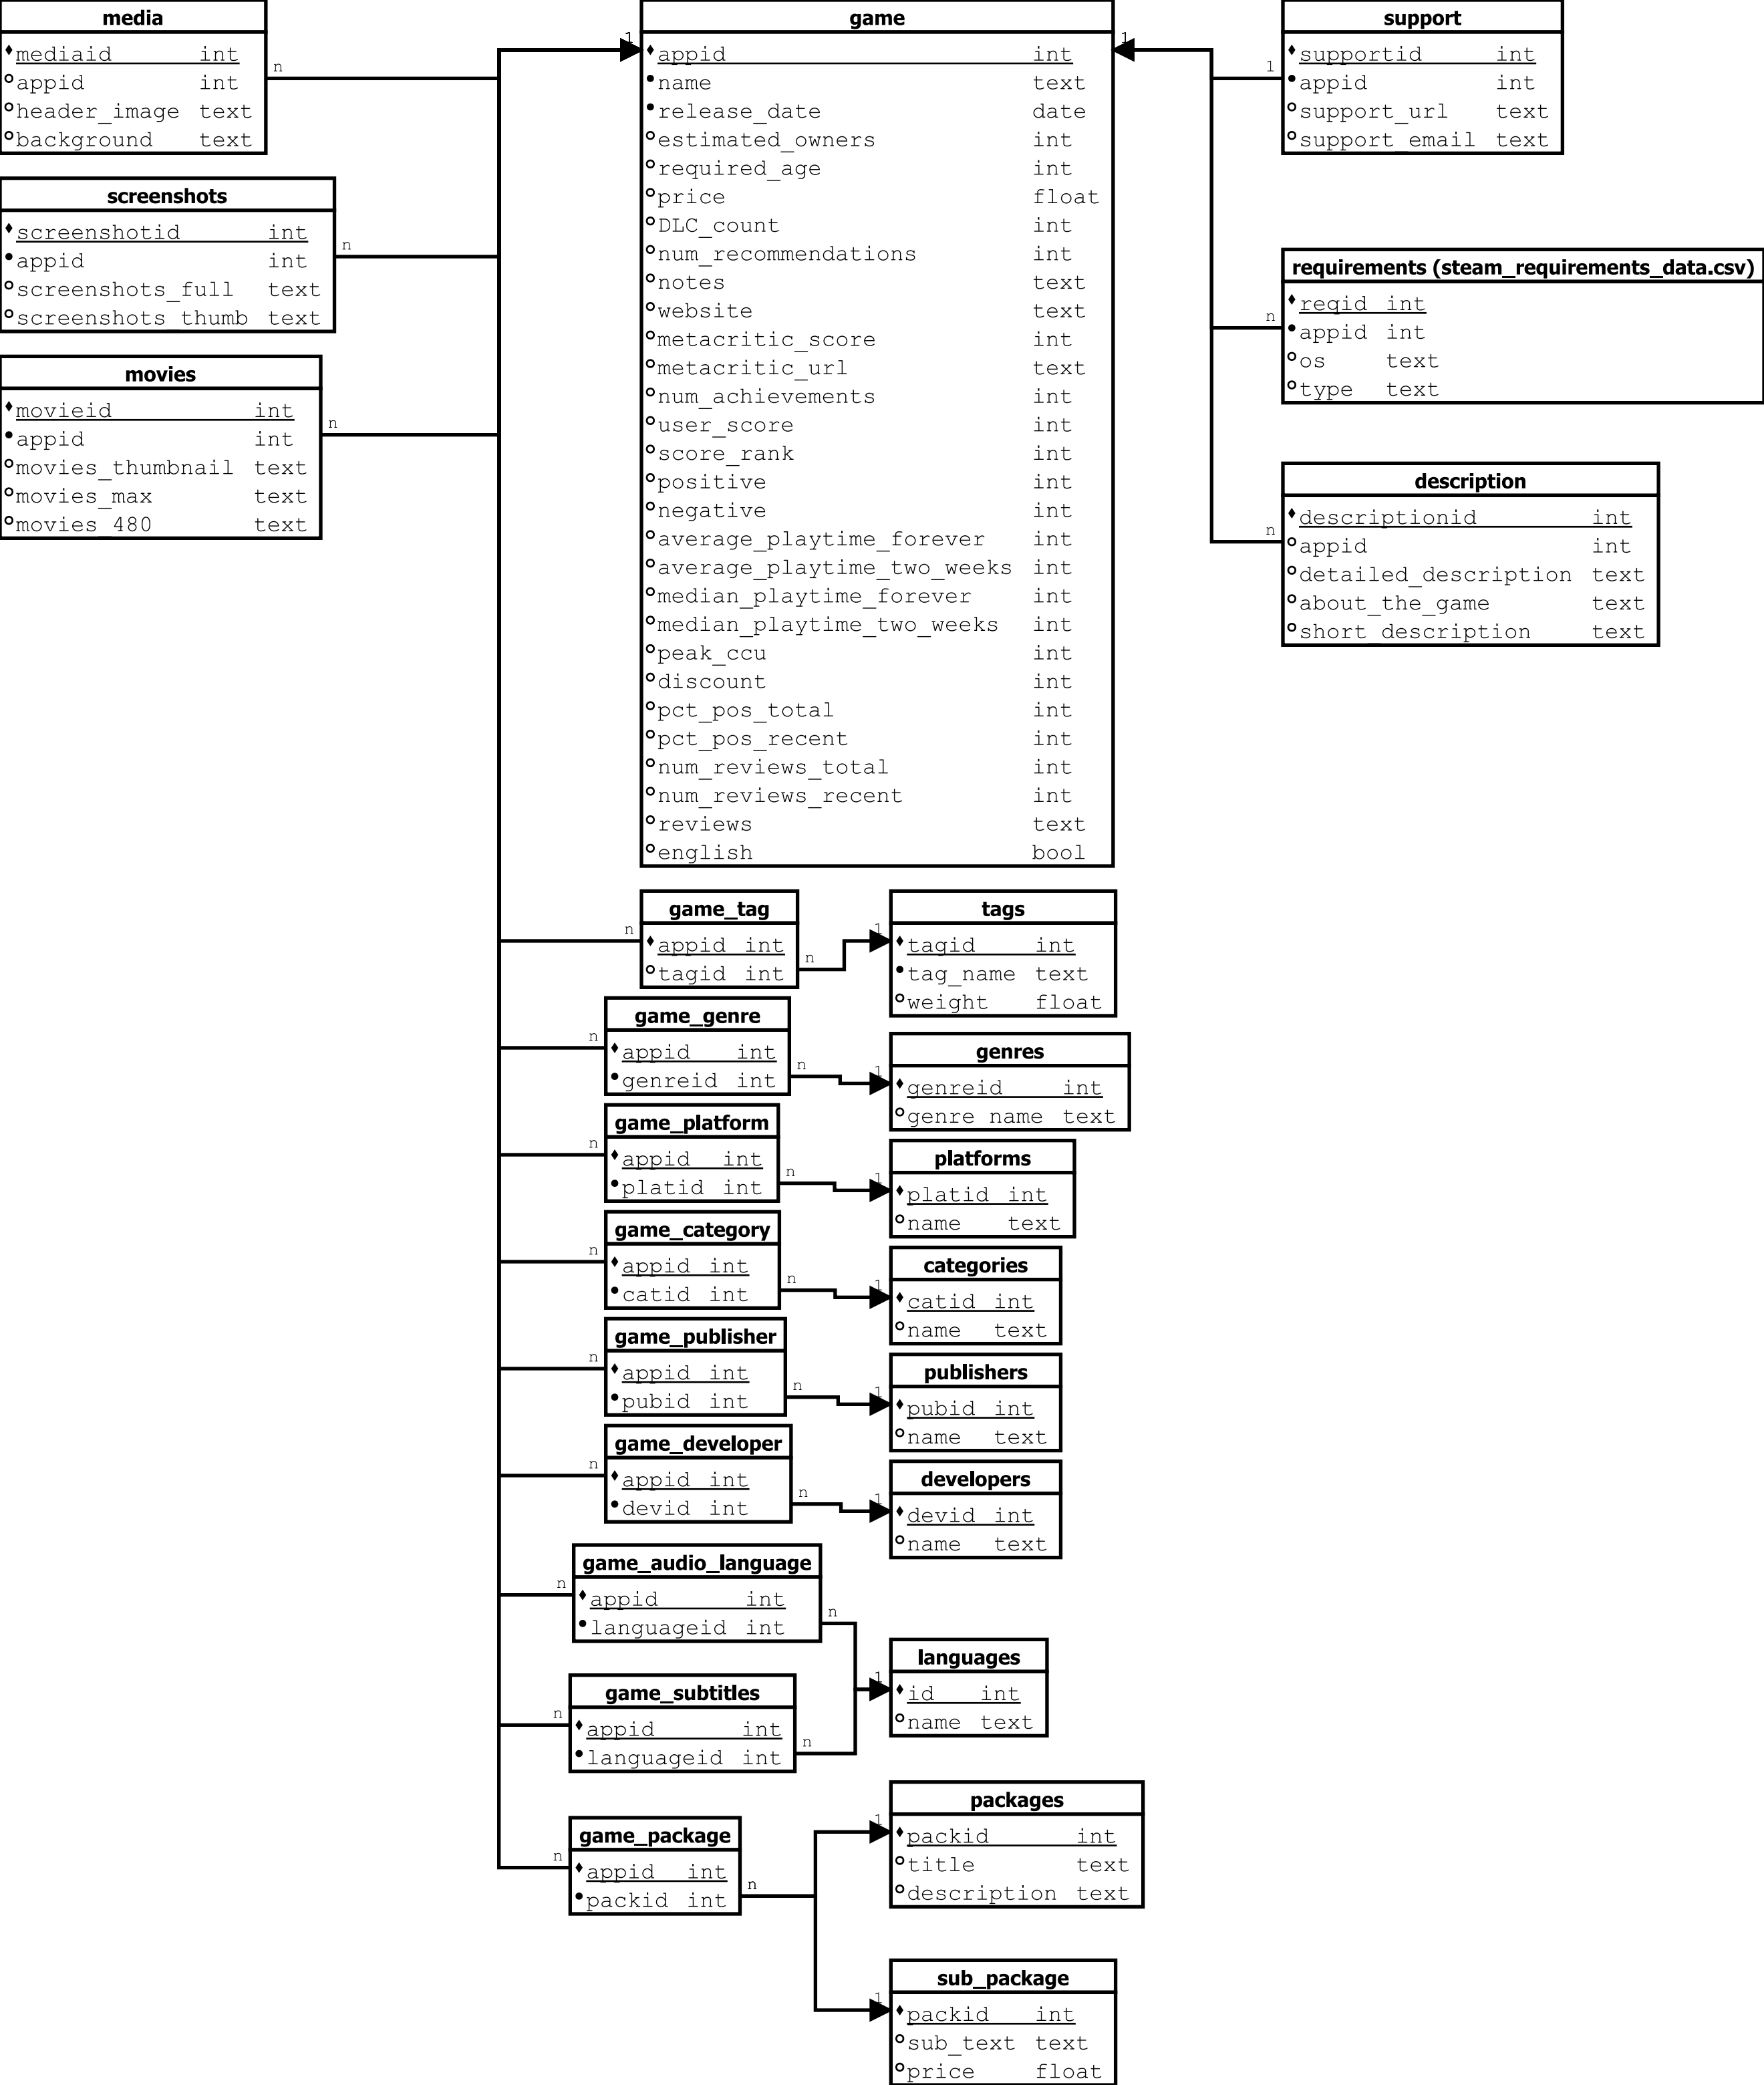 media
mediaid int
appid int
header_image text
background text
n
screenshots
screenshotid int
appid int
screenshots_full text
screenshots_thumb text
n
movies
movieid int
appid int
movies_thumbnail text
movies_max text
movies_480 text
n
game
1
1
appid int
name text
release_date date
estimated_owners int
required_age int
price float
DLC_count int
num_recommendations int
notes text
website text
metacritic_score int
metacritic_url text
num_achievements int
user_score int
score_rank int
positive int
negative int
average_playtime_forever int
average_playtime_two_weeks int
median_playtime_forever int
median_playtime_two_weeks int
peak_ccu int
discount int
pct_pos_total int
pct_pos_recent int
num_reviews_total int
num_reviews_recent int
reviews text
english bool
support
1
supportid int
appid int
support_url text
support_email text
requirements (steam_requirements_data.csv)
n
reqid int
appid int
os text
type text
description
n
descriptionid int
appid int
detailed_description text
about_the_game text
short_description text
game_tag
n
appid int
tagid int
n
tags
1
tagid int
tag_name text
weight float
game_genre
n
appid int
genreid int
n
genres
1
genreid int
genre_name text
game_platform
n
appid int
platid int
n
platforms
1
platid int
name text
game_category
n
appid int
catid int
n
categories
1
catid int
name text
game_publisher
n
appid int
pubid int
n
publishers
1
pubid int
name text
game_developer
n
appid int
devid int
n
developers
1
devid int
name text
game_audio_language
n
appid int
languageid int
n
languages
1
id int
name text
game_subtitles
n
appid int
languageid int
n
packages
1
packid int
title text
description text
game_package
n
appid int
packid int
n
sub_package
1
packid int
sub_text text
price float